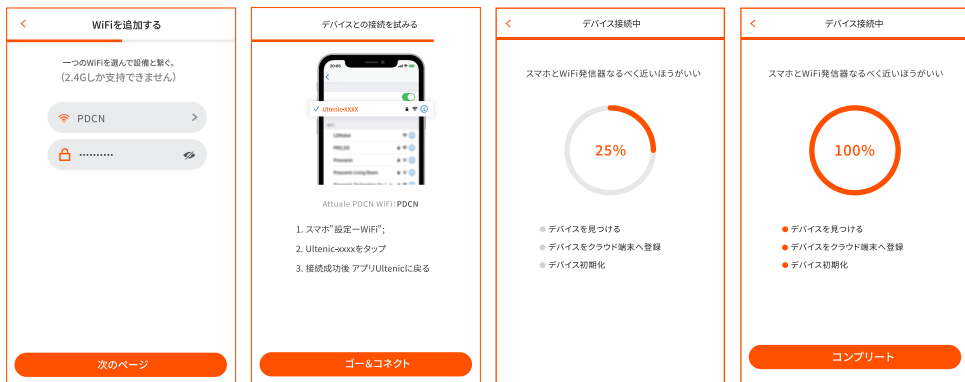 WiFiを追加する
一つのWiFiを選んで設備と繋ぐ。
(2.4Gしか支持できません)
PDCN
••••••••••
次のページ
デバイスとの接続を試みる
20:05
Ultenic-XXXX
Attuale PDCN WiFi:PDCN
1. スマホ"設定ーWiFi";
2. Ultenic-xxxxをタップ
3. 接続成功後 アプリUltenicに戻る
ゴー&コネクト
デバイス接続中
スマホとWiFi発信器なるべく近いほうがいい
25%
デバイスを見つける
デバイスをクラウド端末へ登録
デバイス初期化
デバイス接続中
スマホとWiFi発信器なるべく近いほうがいい
100%
デバイスを見つける
デバイスをクラウド端末へ登録
デバイス初期化
コンプリート